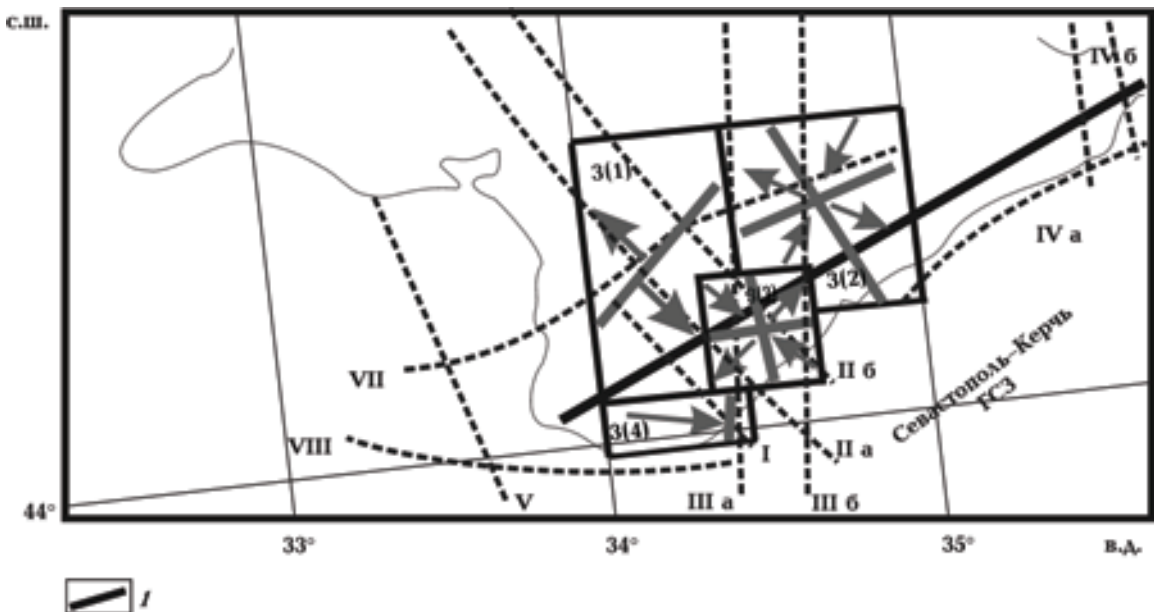 с.ш.
IV б
3(1)
IV а
3(2)
VII
II б
Севастополь–Керчь
ГСЗ
3(4)
VIII
I
II а
V
III а
III б
44°
33°
34°
35°
в.д.
1